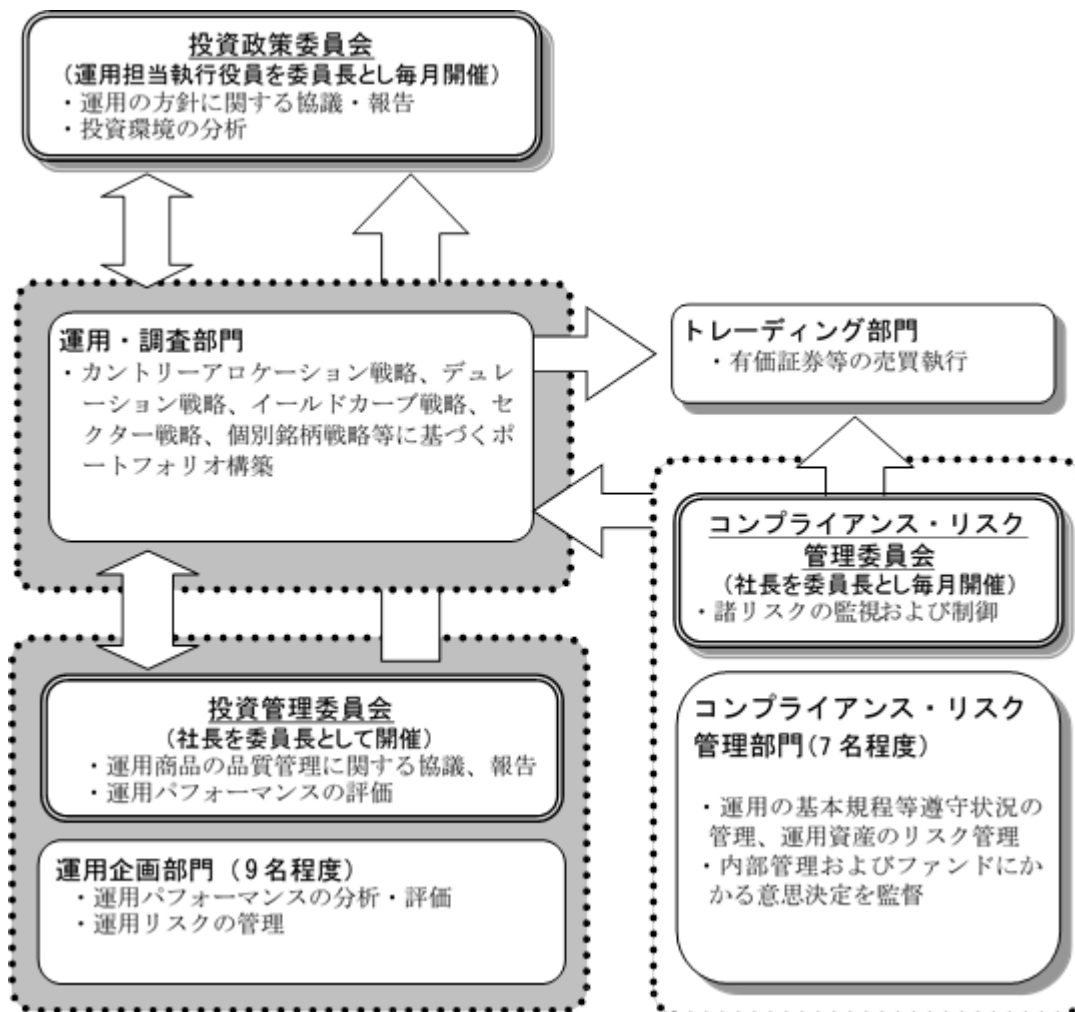 投資政策委員会
(運用担当執行役員を委員長とし毎月開催)
・運用の方針に関する協議・報告
・投資環境の分析
運用・調査部門
・カントリーアロケーション戦略、デュレ
ーション戦略、イールドカーブ戦略、セ
クター戦略、個別銘柄戦略等に基づくポ
ートフォリオ構築
トレーディング部門
・有価証券等の売買執行
コンプライアンス・リスク
管理委員会
(社長を委員長とし毎月開催)
・諸リスクの監視および制御
投資管理委員会
(社長を委員長として開催)
・運用商品の品質管理に関する協議、報告
・運用パフォーマンスの評価
運用企画部門(9名程度)
・運用パフォーマンスの分析・評価
・運用リスクの管理
コンプライアンス・リスク
管理部門(7名程度)
・運用の基本規程等遵守状況の
管理、運用資産のリスク管理
・内部管理およびファンドにか
かる意思決定を監督